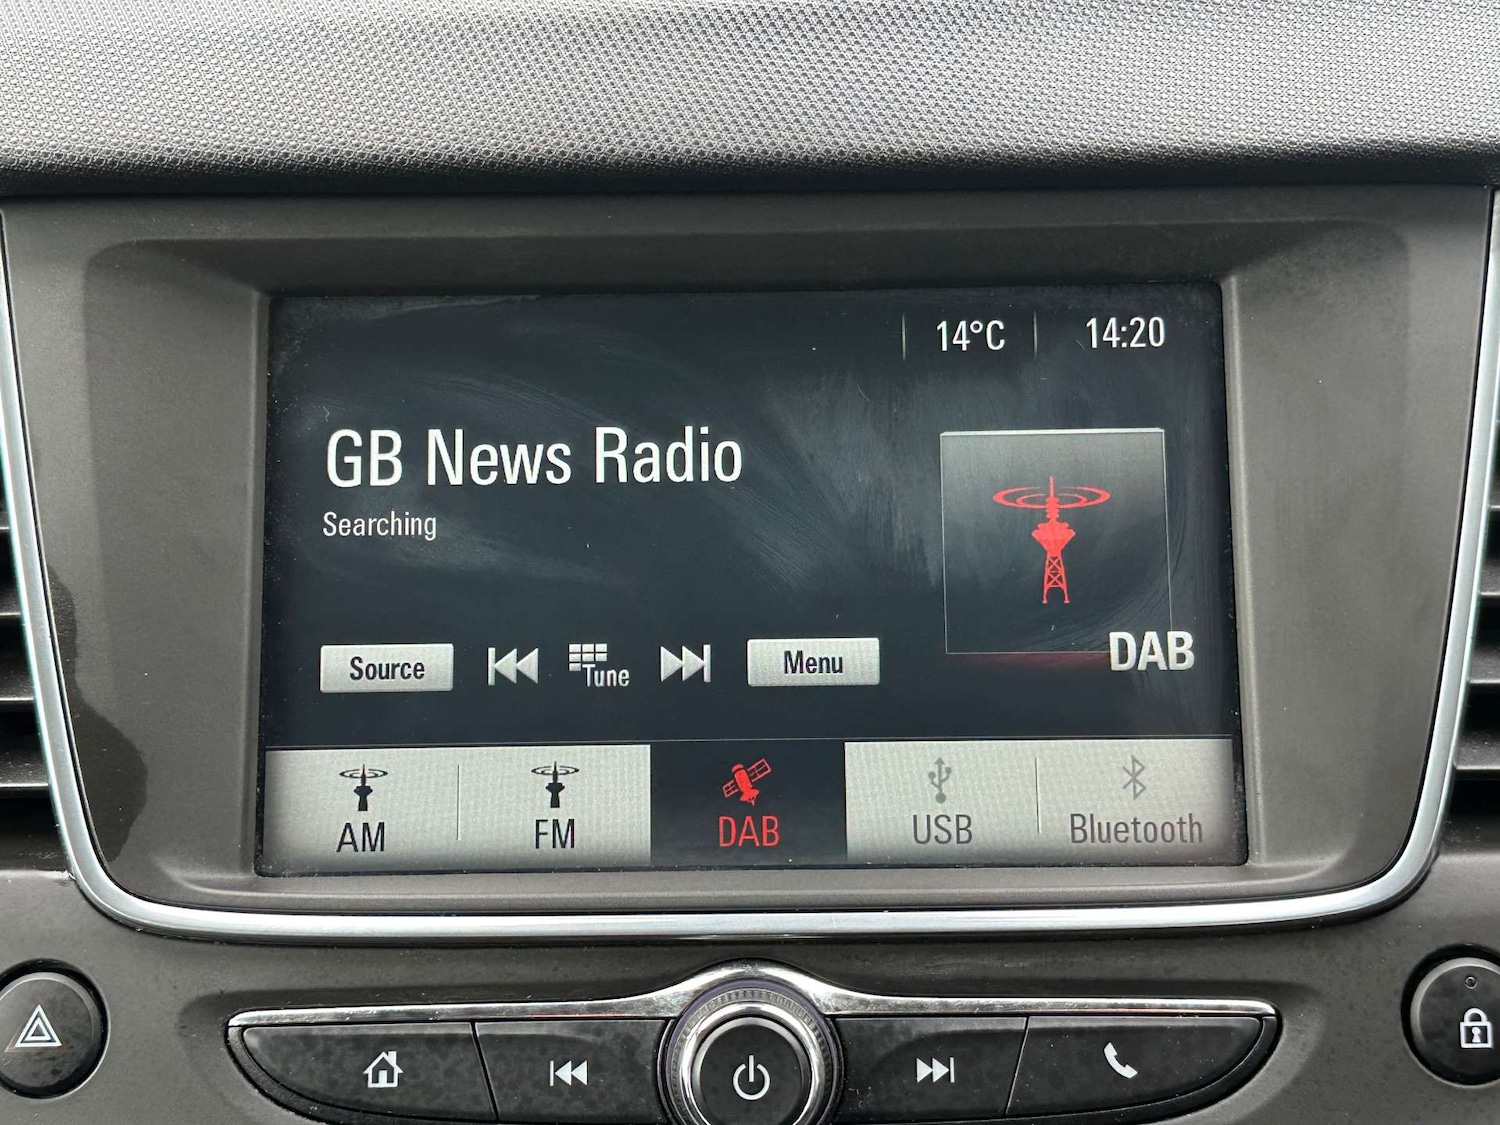 14°C 14:20
GB News Radio
Searching
DAB
Source Tune Menu
AM FM DAB USB Bluetooth